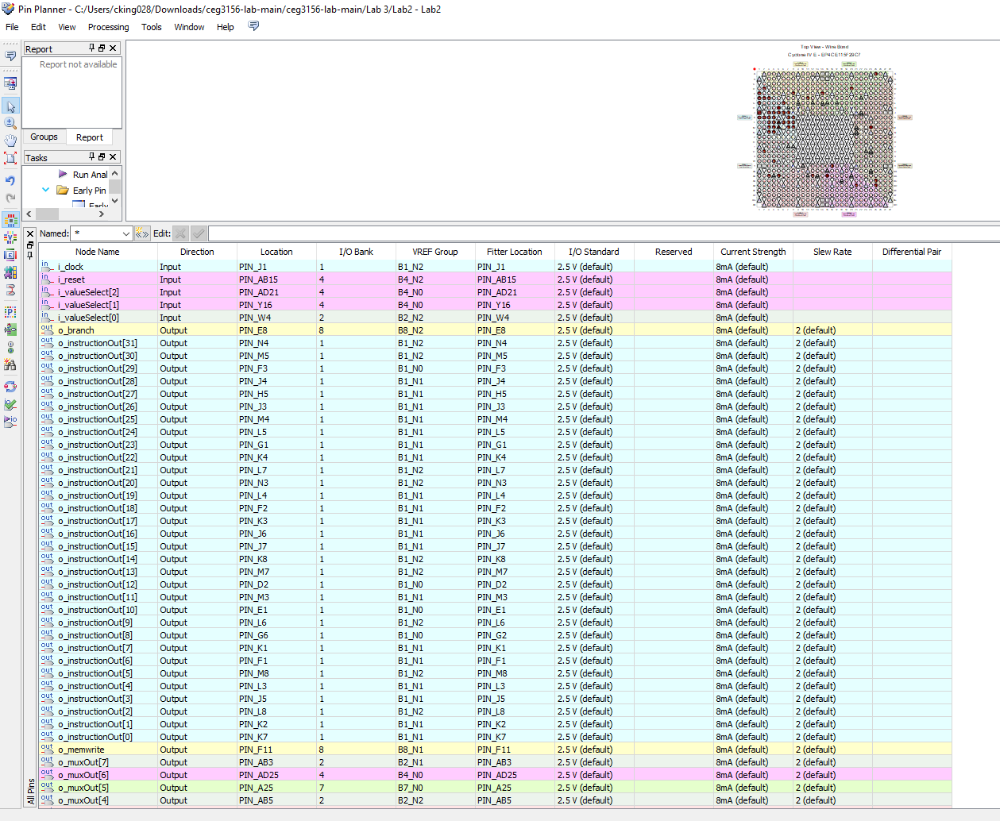 Pin Planner - C:/Users/cking028/Downloads/ceg3156-lab-main/ceg3156-lab-main/Lab 3/Lab2 - Lab2
File Edit View Processing Tools Window Help
Report
Report not available
Groups Report
Tasks
Run Anal
Early Pin
Early
Top View - Wire Bond
Cyclone IV E - EP4CE115F29C7
Named: * Edit:
Node Name Direction Location I/O Bank VREF Group Fitter Location I/O Standard Reserved Current Strength Slew Rate Differential Pair
in i_clock Input PIN_J1 1 B1_N2 PIN_J1 2.5 V (default) 8mA (default)
in i_reset Input PIN_AB15 4 B4_N2 PIN_AB15 2.5 V (default) 8mA (default)
in i_valueSelect[2] Input PIN_AD21 4 B4_N0 PIN_AD21 2.5 V (default) 8mA (default)
in i_valueSelect[1] Input PIN_Y16 4 B4_N0 PIN_Y16 2.5 V (default) 8mA (default)
in i_valueSelect[0] Input PIN_W4 2 B2_N2 PIN_W4 2.5 V (default) 8mA (default)
out o_branch Output PIN_E8 8 B8_N2 PIN_E8 2.5 V (default) 8mA (default) 2 (default)
out o_instructionOut[31] Output PIN_N4 1 B1_N2 PIN_N4 2.5 V (default) 8mA (default) 2 (default)
out o_instructionOut[30] Output PIN_M5 1 B1_N2 PIN_M5 2.5 V (default) 8mA (default) 2 (default)
out o_instructionOut[29] Output PIN_F3 1 B1_N0 PIN_F3 2.5 V (default) 8mA (default) 2 (default)
out o_instructionOut[28] Output PIN_J4 1 B1_N1 PIN_J4 2.5 V (default) 8mA (default) 2 (default)
out o_instructionOut[27] Output PIN_H5 1 B1_N1 PIN_H5 2.5 V (default) 8mA (default) 2 (default)
out o_instructionOut[26] Output PIN_J3 1 B1_N1 PIN_J3 2.5 V (default) 8mA (default) 2 (default)
out o_instructionOut[25] Output PIN_M4 1 B1_N1 PIN_M4 2.5 V (default) 8mA (default) 2 (default)
out o_instructionOut[24] Output PIN_L5 1 B1_N1 PIN_L5 2.5 V (default) 8mA (default) 2 (default)
out o_instructionOut[23] Output PIN_G1 1 B1_N1 PIN_G1 2.5 V (default) 8mA (default) 2 (default)
out o_instructionOut[22] Output PIN_K4 1 B1_N1 PIN_K4 2.5 V (default) 8mA (default) 2 (default)
out o_instructionOut[21] Output PIN_L7 1 B1_N2 PIN_L7 2.5 V (default) 8mA (default) 2 (default)
out o_instructionOut[20] Output PIN_N3 1 B1_N2 PIN_N3 2.5 V (default) 8mA (default) 2 (default)
out o_instructionOut[19] Output PIN_L4 1 B1_N1 PIN_L4 2.5 V (default) 8mA (default) 2 (default)
out o_instructionOut[18] Output PIN_F2 1 B1_N1 PIN_F2 2.5 V (default) 8mA (default) 2 (default)
out o_instructionOut[17] Output PIN_K3 1 B1_N1 PIN_K3 2.5 V (default) 8mA (default) 2 (default)
out o_instructionOut[16] Output PIN_J6 1 B1_N1 PIN_J6 2.5 V (default) 8mA (default) 2 (default)
out o_instructionOut[15] Output PIN_J7 1 B1_N1 PIN_J7 2.5 V (default) 8mA (default) 2 (default)
out o_instructionOut[14] Output PIN_K8 1 B1_N2 PIN_K8 2.5 V (default) 8mA (default) 2 (default)
out o_instructionOut[13] Output PIN_M7 1 B1_N2 PIN_M7 2.5 V (default) 8mA (default) 2 (default)
out o_instructionOut[12] Output PIN_D2 1 B1_N0 PIN_D2 2.5 V (default) 8mA (default) 2 (default)
out o_instructionOut[11] Output PIN_M3 1 B1_N1 PIN_M3 2.5 V (default) 8mA (default) 2 (default)
out o_instructionOut[10] Output PIN_E1 1 B1_N0 PIN_E1 2.5 V (default) 8mA (default) 2 (default)
out o_instructionOut[9] Output PIN_L6 1 B1_N2 PIN_L6 2.5 V (default) 8mA (default) 2 (default)
out o_instructionOut[8] Output PIN_G6 1 B1_N0 PIN_G2 2.5 V (default) 8mA (default) 2 (default)
out o_instructionOut[7] Output PIN_K1 1 B1_N1 PIN_K1 2.5 V (default) 8mA (default) 2 (default)
out o_instructionOut[6] Output PIN_F1 1 B1_N1 PIN_F1 2.5 V (default) 8mA (default) 2 (default)
out o_instructionOut[5] Output PIN_M8 1 B1_N2 PIN_M8 2.5 V (default) 8mA (default) 2 (default)
out o_instructionOut[4] Output PIN_L3 1 B1_N1 PIN_L3 2.5 V (default) 8mA (default) 2 (default)
out o_instructionOut[3] Output PIN_J5 1 B1_N1 PIN_J5 2.5 V (default) 8mA (default) 2 (default)
out o_instructionOut[2] Output PIN_L8 1 B1_N2 PIN_L8 2.5 V (default) 8mA (default) 2 (default)
out o_instructionOut[1] Output PIN_K2 1 B1_N1 PIN_K2 2.5 V (default) 8mA (default) 2 (default)
out o_instructionOut[0] Output PIN_K7 1 B1_N1 PIN_K7 2.5 V (default) 8mA (default) 2 (default)
out o_memwrite Output PIN_F11 8 B8_N1 PIN_F11 2.5 V (default) 8mA (default) 2 (default)
out o_muxOut[7] Output PIN_AB3 2 B2_N1 PIN_AB3 2.5 V (default) 8mA (default) 2 (default)
out o_muxOut[6] Output PIN_AD25 4 B4_N0 PIN_AD25 2.5 V (default) 8mA (default) 2 (default)
out o_muxOut[5] Output PIN_A25 7 B7_N0 PIN_A25 2.5 V (default) 8mA (default) 2 (default)
out o_muxOut[4] Output PIN_AB5 2 B2_N2 PIN_AB5 2.5 V (default) 8mA (default) 2 (default)
All Pins